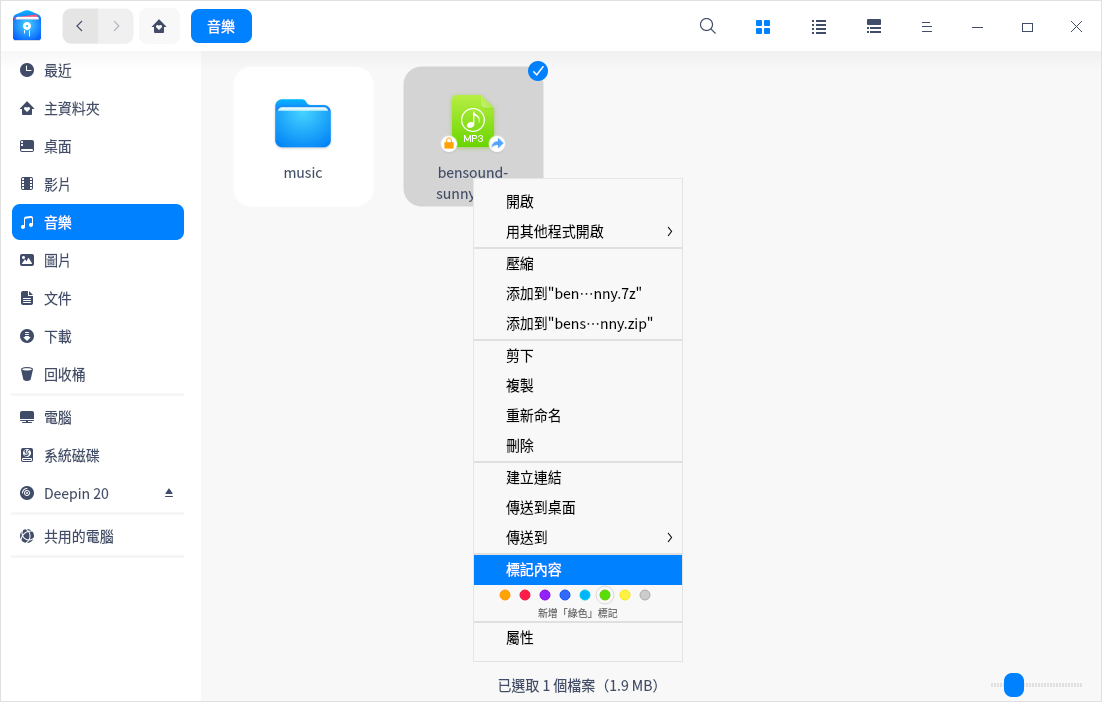 音樂
最近
主資料夾
桌面
影片
音樂
圖片
文件
下載
回收桶
電腦
系統磁碟
Deepin 20
共用的電腦
music
MP3
bensound-
sunny
開啟
用其他程式開啟
壓縮
添加到"ben⋯nny.7z"
添加到"bens⋯nny.zip"
剪下
複製
重新命名
刪除
建立連結
傳送到桌面
傳送到
標記內容
新增「綠色」標記
屬性
已選取 1 個檔案（1.9 MB）